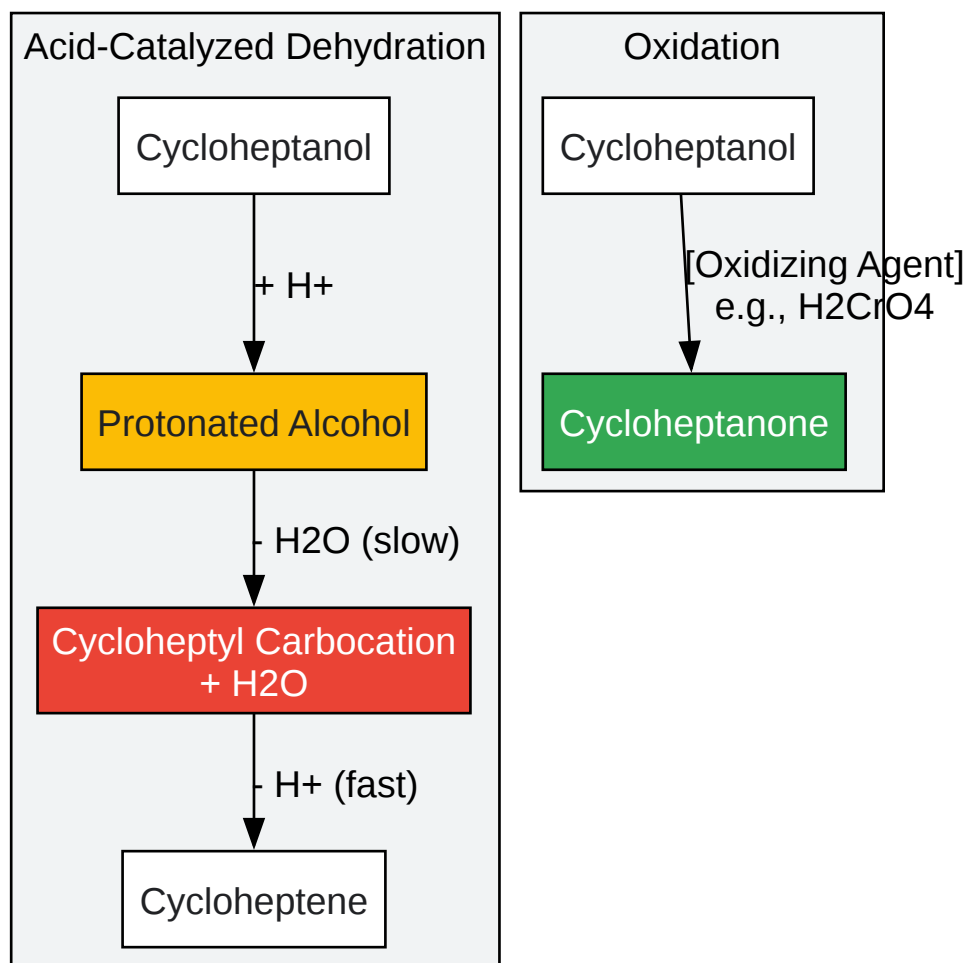 Acid-Catalyzed Dehydration
Cycloheptanol
+ H+
Protonated Alcohol
- H2O (slow)
Cycloheptyl Carbocation
+ H2O
- H+ (fast)
Cycloheptene
Oxidation
Cycloheptanol
[Oxidizing Agent]
e.g., H2CrO4
Cycloheptanone